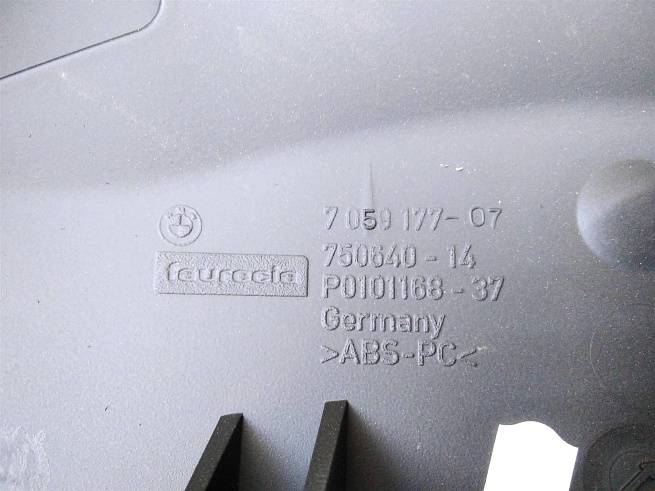 7 059 177-07
faurecia
750640-14
P0101168-37
Germany
>ABS-PC<